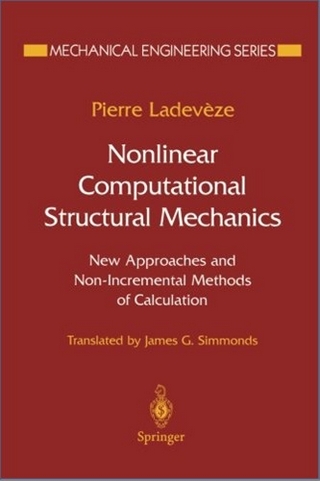 MECHANICAL ENGINEERING SERIES
Pierre Ladevèze
Nonlinear
Computational
Structural Mechanics
New Approaches and
Non-Incremental Methods
of Calculation
Translated by James G. Simmonds
Springer